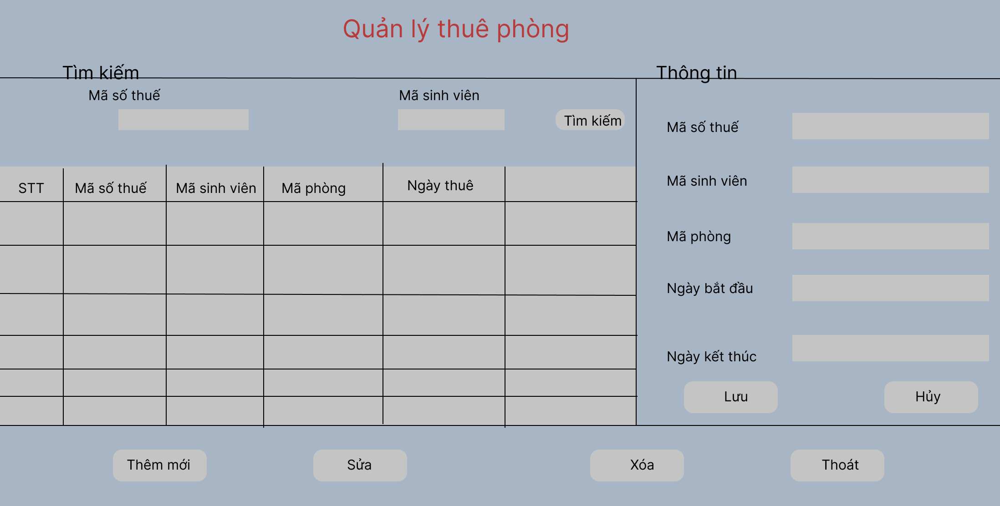 Quản lý thuê phòng
Tìm kiếm
Thông tin
Mã số thuế
Mã sinh viên
Tìm kiếm
STT
Mã số thuế
Mã sinh viên
Mã phòng
Ngày thuê
Mã số thuế
Mã sinh viên
Mã phòng
Ngày bắt đầu
Ngày kết thúc
Lưu
Hủy
Thêm mới
Sửa
Xóa
Thoát